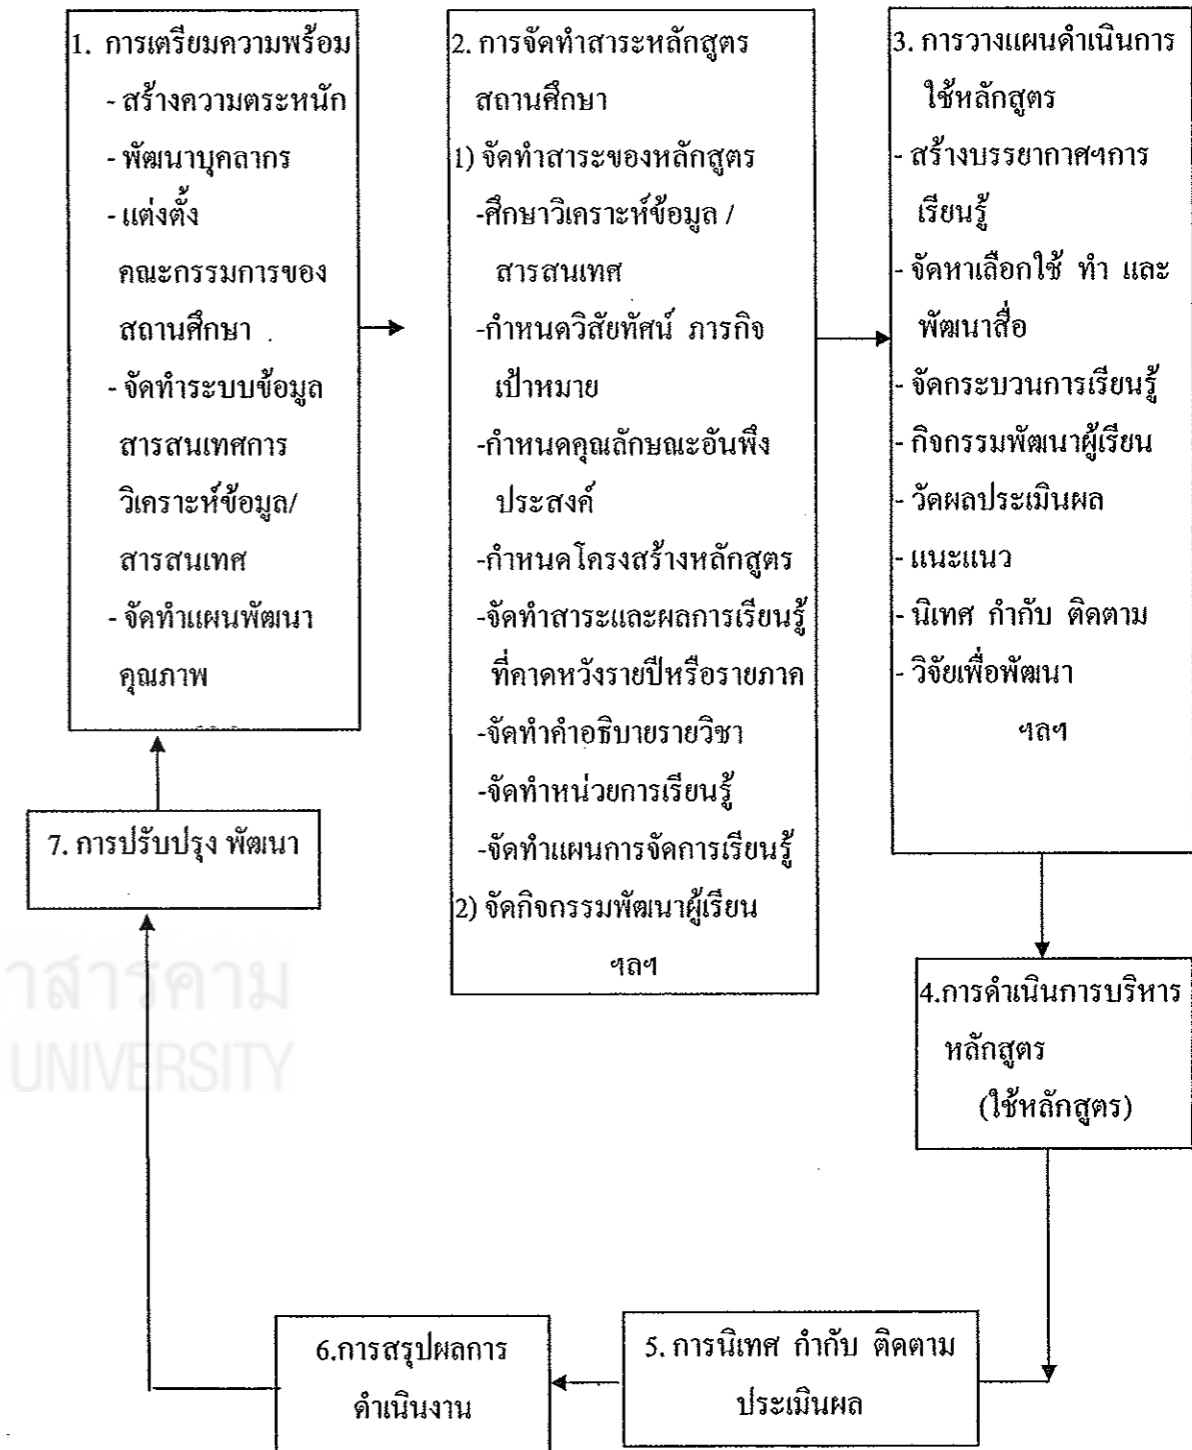 1. การเตรียมความพร้อม
- สร้างความตระหนัก
- พัฒนาบุคลากร
- แต่งตั้ง
คณะกรรมการของ
สถานศึกษา
- จัดทำระบบข้อมูล
สารสนเทศการ
วิเคราะห์ข้อมูล/
สารสนเทศ
- จัดทำแผนพัฒนา
คุณภาพ
2. การจัดทำสาระหลักสูตร
สถานศึกษา
1) จัดทำสาระของหลักสูตร
-ศึกษาวิเคราะห์ข้อมูล /
สารสนเทศ
-กำหนดวิสัยทัศน์ ภารกิจ
เป้าหมาย
-กำหนดคุณลักษณะอันพึง
ประสงค์
-กำหนดโครงสร้างหลักสูตร
-จัดทำสาระและผลการเรียนรู้
ที่คาดหวังรายปีหรือรายภาค
-จัดทำคำอธิบายรายวิชา
-จัดทำหน่วยการเรียนรู้
-จัดทำแผนการจัดการเรียนรู้
2) จัดกิจกรรมพัฒนาผู้เรียน
ฯลฯ
3. การวางแผนดำเนินการ
ใช้หลักสูตร
- สร้างบรรยากาศฯการ
เรียนรู้
- จัดหาเลือกใช้ ทำ และ
พัฒนาสื่อ
- จัดกระบวนการเรียนรู้
- กิจกรรมพัฒนาผู้เรียน
- วัดผลประเมินผล
- แนะแนว
- นิเทศ กำกับ ติดตาม
- วิจัยเพื่อพัฒนา
ฯลฯ
4.การดำเนินการบริหาร
หลักสูตร
(ใช้หลักสูตร)
5. การนิเทศ กำกับ ติดตาม
ประเมินผล
6.การสรุปผลการ
ดำเนินงาน
7. การปรับปรุง พัฒนา
าสารคาม
UNIVERSITY